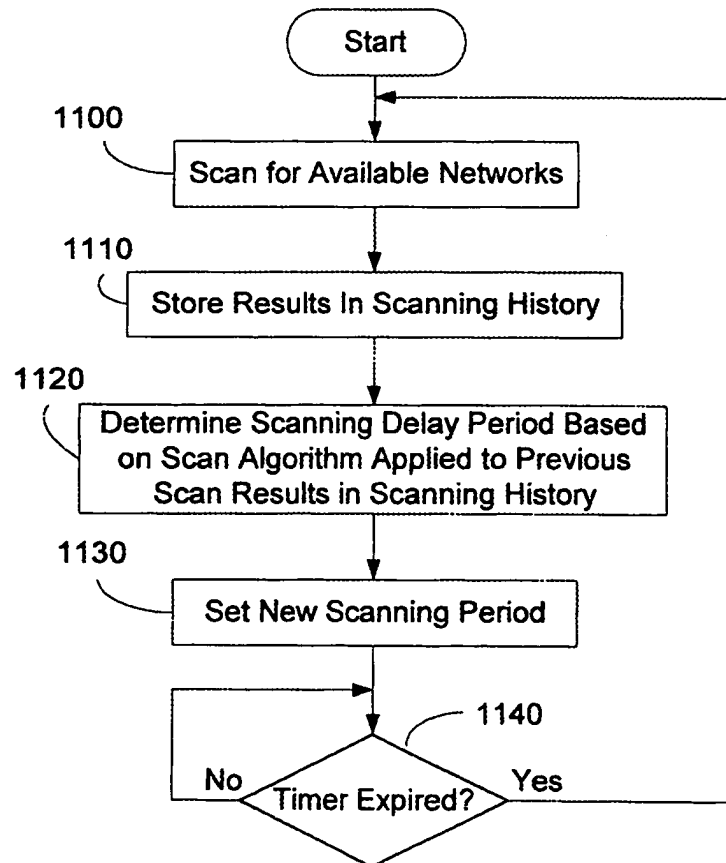 Start
1100
Scan for Available Networks
1110
Store Results In Scanning History
1120
Determine Scanning Delay Period Based
on Scan Algorithm Applied to Previous
Scan Results in Scanning History
1130
Set New Scanning Period
1140
No
Timer Expired?
Yes